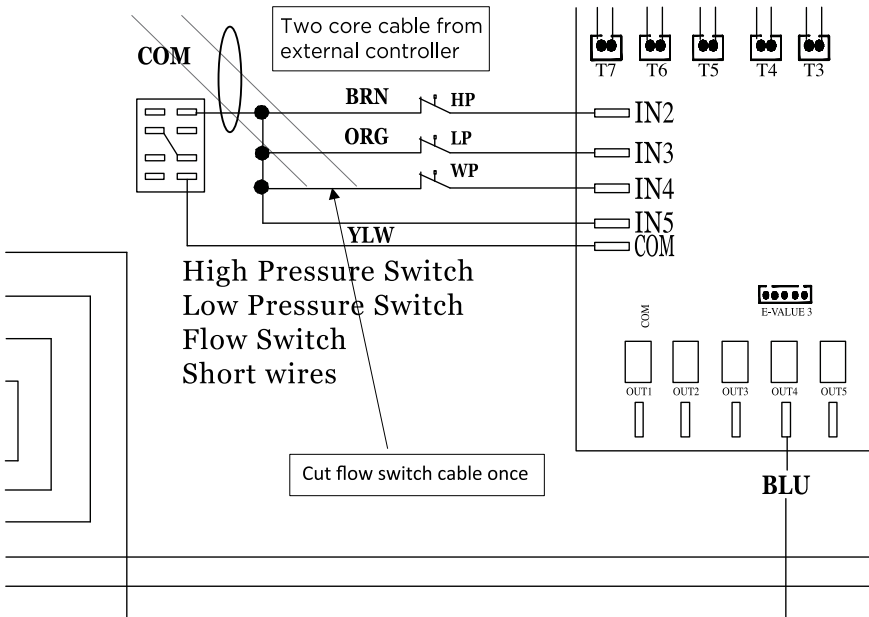 Two core cable from
external controller
COM
T7 T6 T5 T4 T3
BRN HP IN2
ORG LP IN3
WP IN4
IN5
YLW COM
High Pressure Switch
Low Pressure Switch
Flow Switch
Short wires
COM
E-VALUE 3
OUT1 OUT2 OUT3 OUT4 OUT5
Cut flow switch cable once
BLU